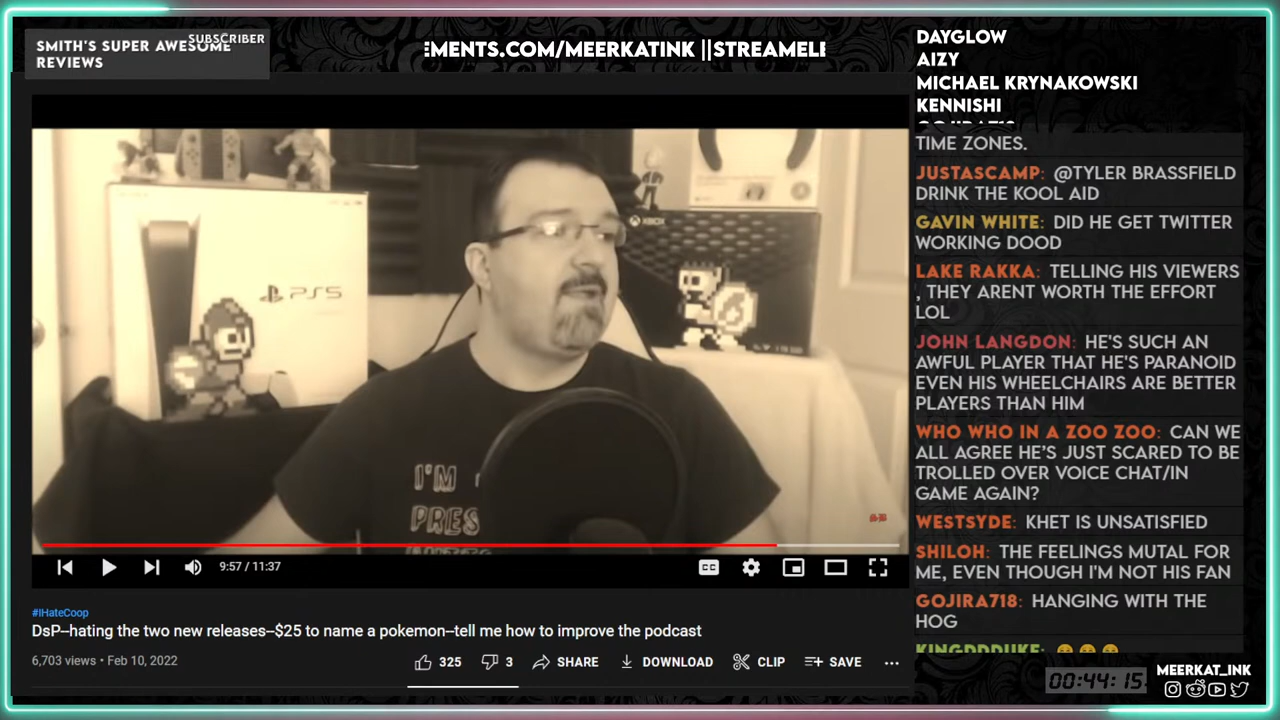 SMITH'S SUPER AWESOME
REVIEWS
SUBSCRIBER
EMENTS.COM/MEERKATINK ||STREAMELE
DAYGLOW
AIZY
MICHAEL KRYNAKOWSKI
KENNISHI
GOJIRA718
TIME ZONES.
JUSTASCAMP: @TYLER BRASSFIELD
DRINK THE KOOL AID
GAVIN WHITE: DID HE GET TWITTER
WORKING DOOD
LAKE RAKKA: TELLING HIS VIEWERS
, THEY ARENT WORTH THE EFFORT
LOL
JOHN LANGDON: HE'S SUCH AN
AWFUL PLAYER THAT HE'S PARANOID
EVEN HIS WHEELCHAIRS ARE BETTER
PLAYERS THAN HIM
WHO WHO IN A ZOO ZOO: CAN WE
ALL AGREE HE'S JUST SCARED TO BE
TROLLED OVER VOICE CHAT/IN
GAME AGAIN?
WESTSYDE: KHET IS UNSATISFIED
SHILOH: THE FEELINGS MUTAL FOR
ME, EVEN THOUGH I'M NOT HIS FAN
GOJIRA718: HANGING WITH THE
HOG
KINGDDDUKE:
PS5
XBOX
I'M
PRES
9:57 / 11:37
CC
#IHateCoop
DsP--hating the two new releases--$25 to name a pokemon--tell me how to improve the podcast
6,703 views • Feb 10, 2022
325
3
SHARE
DOWNLOAD
CLIP
SAVE
00:44:15
MEERKAT_INK